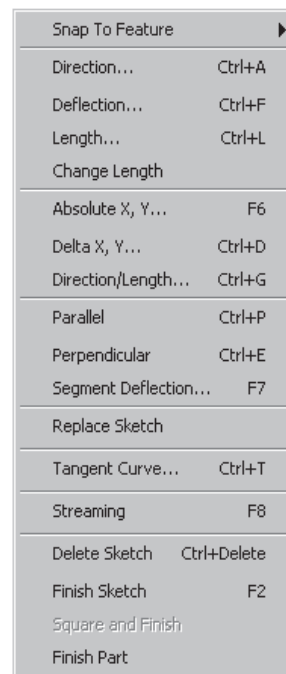 Snap To Feature
Direction... Ctrl+A
Deflection... Ctrl+F
Length... Ctrl+L
Change Length
Absolute X, Y... F6
Delta X, Y... Ctrl+D
Direction/Length... Ctrl+G
Parallel Ctrl+P
Perpendicular Ctrl+E
Segment Deflection... F7
Replace Sketch
Tangent Curve... Ctrl+T
Streaming F8
Delete Sketch Ctrl+Delete
Finish Sketch F2
Square and Finish
Finish Part